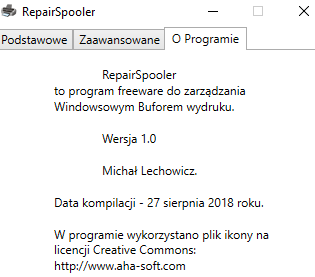 RepairSpooler
Podstawowe Zaawansowane O Programie
RepairSpooler
to program freeware do zarządzania
Windowsowym Buforem wydruku.
Wersja 1.0
Michał Lechowicz.
Data kompilacji - 27 sierpnia 2018 roku.
W programie wykorzystano plik ikony na
licencji Creative Commons:
http://www.aha-soft.com